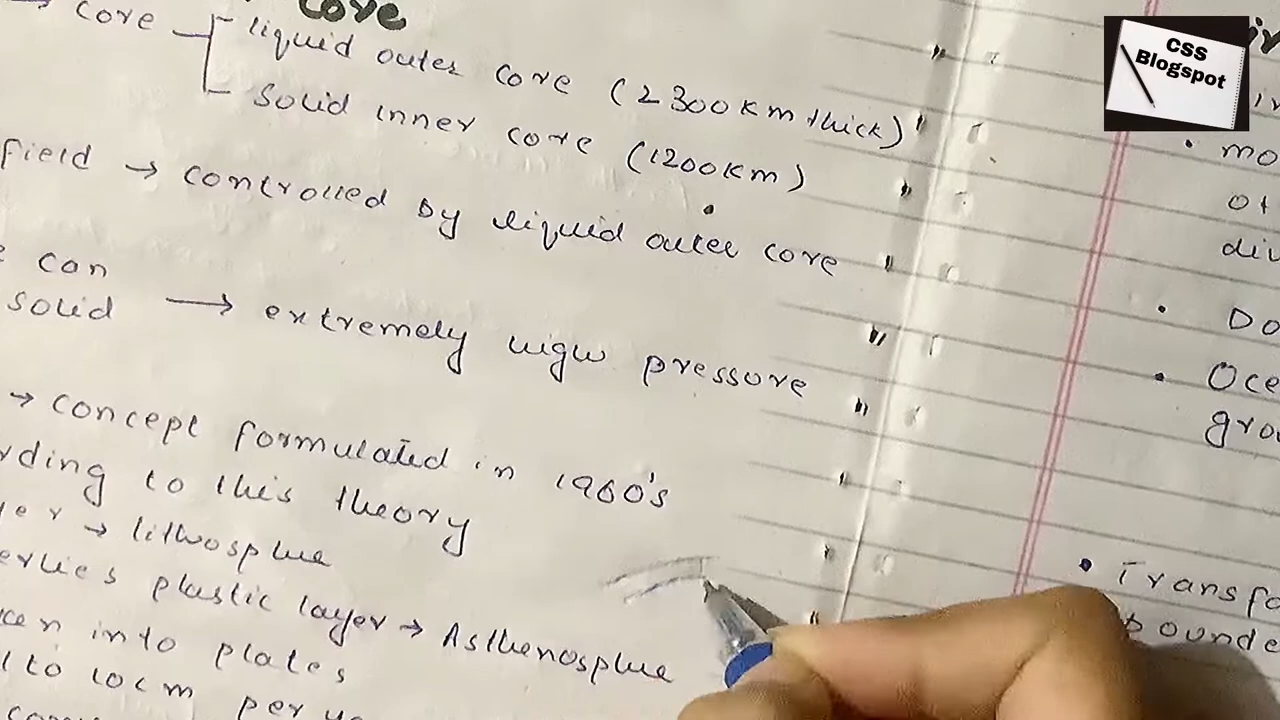 core
core
liquid outer core (2300km thick)
solid inner core (1200km)
field → controlled by liquid outer core
can
solid → extremely high pressure
→ concept formulated in 1960's
rding to this theory
→ lithosphere
erlies plastic layer → Asthenosphere
ken into plates
l to 10cm per
CSS
Blogspot
• mo
of
div
• Do
• Oce
grou
• Transfo
bounde